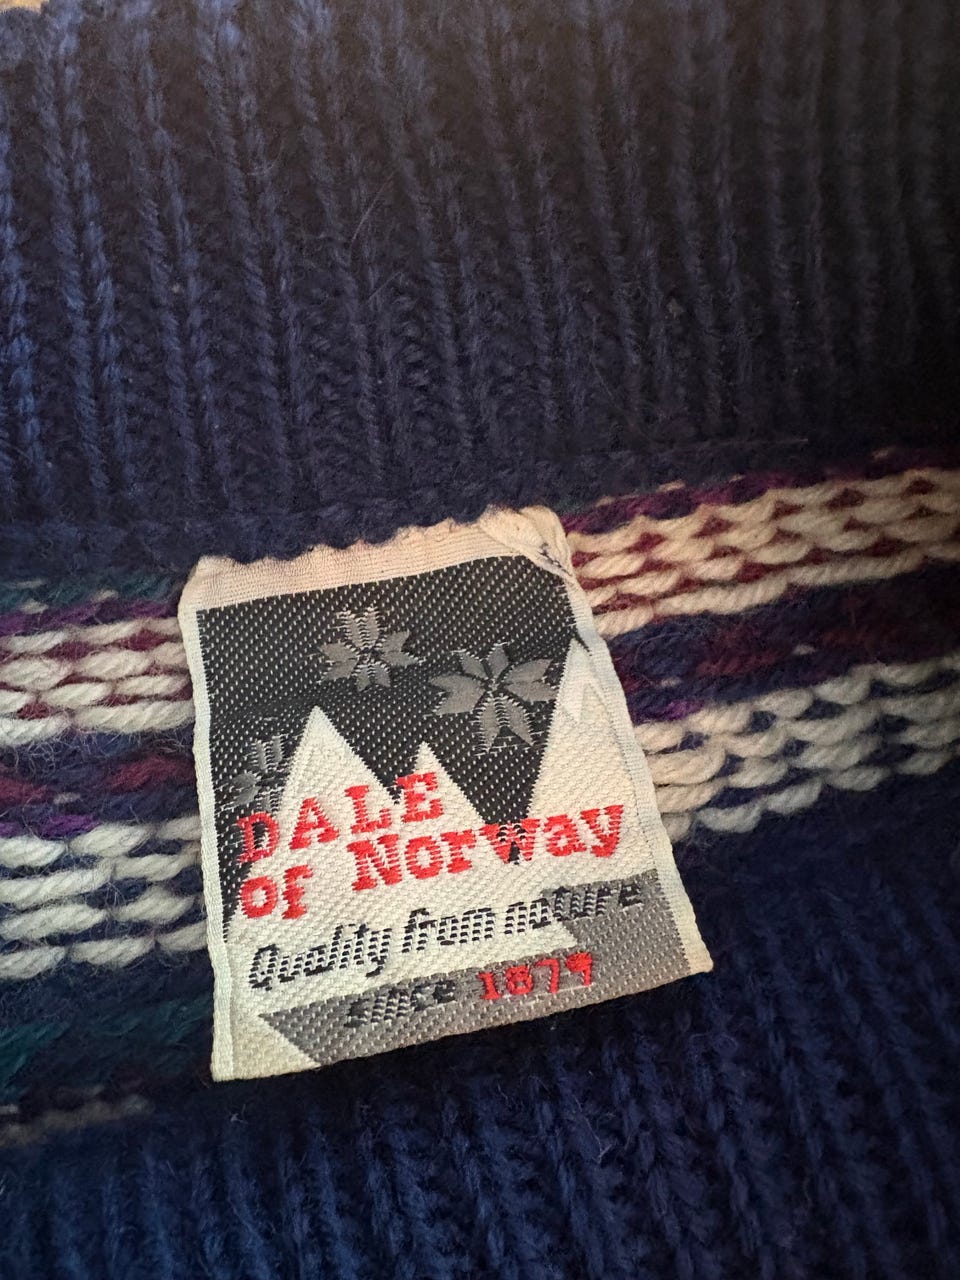 DALE
of Norway
Quality from nature
since 1879